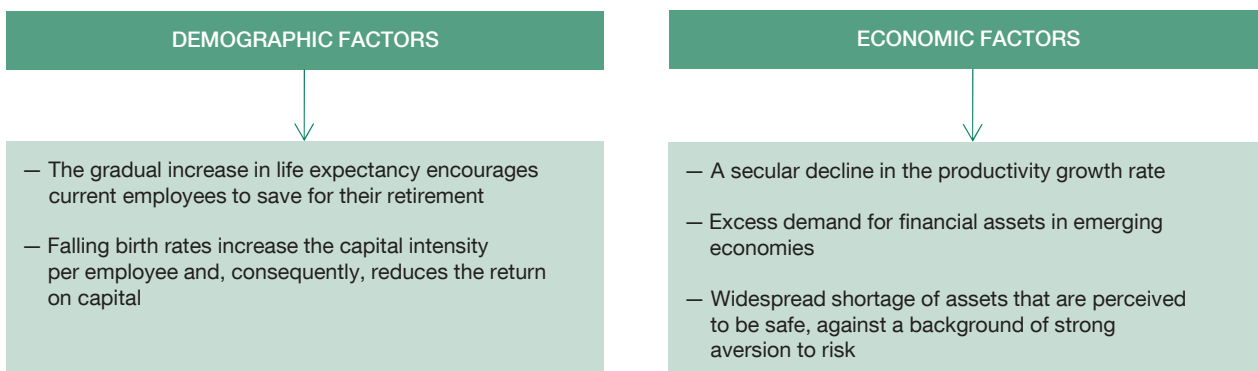 DEMOGRAPHIC FACTORS
— The gradual increase in life expectancy encourages
current employees to save for their retirement
— Falling birth rates increase the capital intensity
per employee and, consequently, reduces the return
on capital
ECONOMIC FACTORS
— A secular decline in the productivity growth rate
— Excess demand for financial assets in emerging
economies
— Widespread shortage of assets that are perceived
to be safe, against a background of strong
aversion to risk